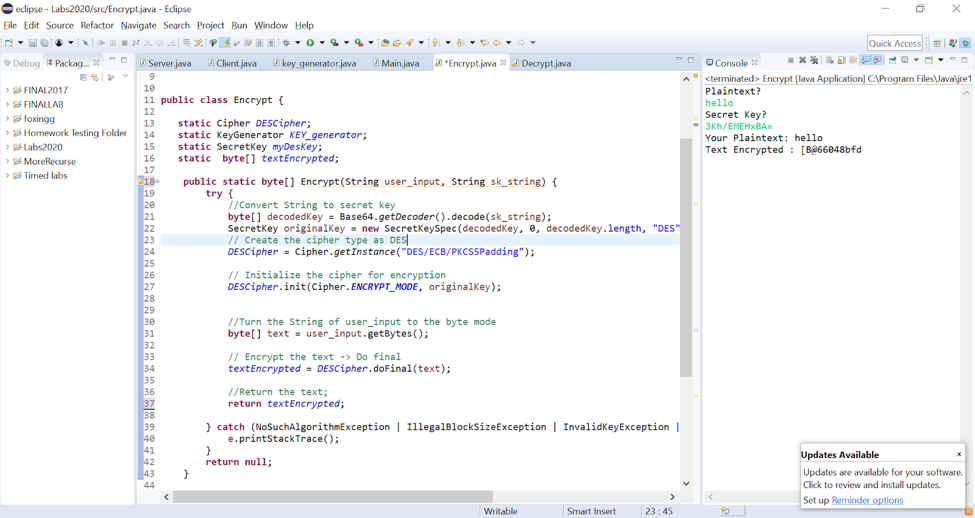 eclipse - Labs2020/src/Encrypt.java - Eclipse
File Edit Source Refactor Navigate Search Project Run Window Help
Quick Access
Debug Packag...
Server.java Client.java key_generator.java Main.java *Encrypt.java Decrypt.java
Console
FINAL2017
FINALLAB
foxingg
Homework Testing Folder
Labs2020
MoreRecurse
Timed labs
9
10
11 public class Encrypt {
12
13 static Cipher DESCipher;
14 static KeyGenerator KEY_generator;
15 static SecretKey myDesKey;
16 static byte[] textEncrypted;
17
18 public static byte[] Encrypt(String user_input, String sk_string) {
19 try {
20 //Convert String to secret key
21 byte[] decodedKey = Base64.getDecoder().decode(sk_string);
22 SecretKey originalKey = new SecretKeySpec(decodedKey, 0, decodedKey.length, "DES"
23 // Create the cipher type as DES
24 DESCipher = Cipher.getInstance("DES/ECB/PKCS5Padding");
25
26 // Initialize the cipher for encryption
27 DESCipher.init(Cipher.ENCRYPT_MODE, originalKey);
28
29
30 //Turn the String of user_input to the byte mode
31 byte[] text = user_input.getBytes();
32
33 // Encrypt the text -> Do final
34 textEncrypted = DESCipher.doFinal(text);
35
36 //Return the text;
37 return textEncrypted;
38
39 } catch (NoSuchAlgorithmException | IllegalBlockSizeException | InvalidKeyException |
40 e.printStackTrace();
41 }
42 return null;
43 }
44
<terminated> Encrypt [Java Application] C:\Program Files\Java\jre1
Plaintext?
hello
Secret Key?
3Kh/EMEHxBA=
Your Plaintext: hello
Text Encrypted : [B@66048bfd
Updates Available x
Updates are available for your software.
Click to review and install updates.
Set up Reminder options
Writable Smart Insert 23 : 45